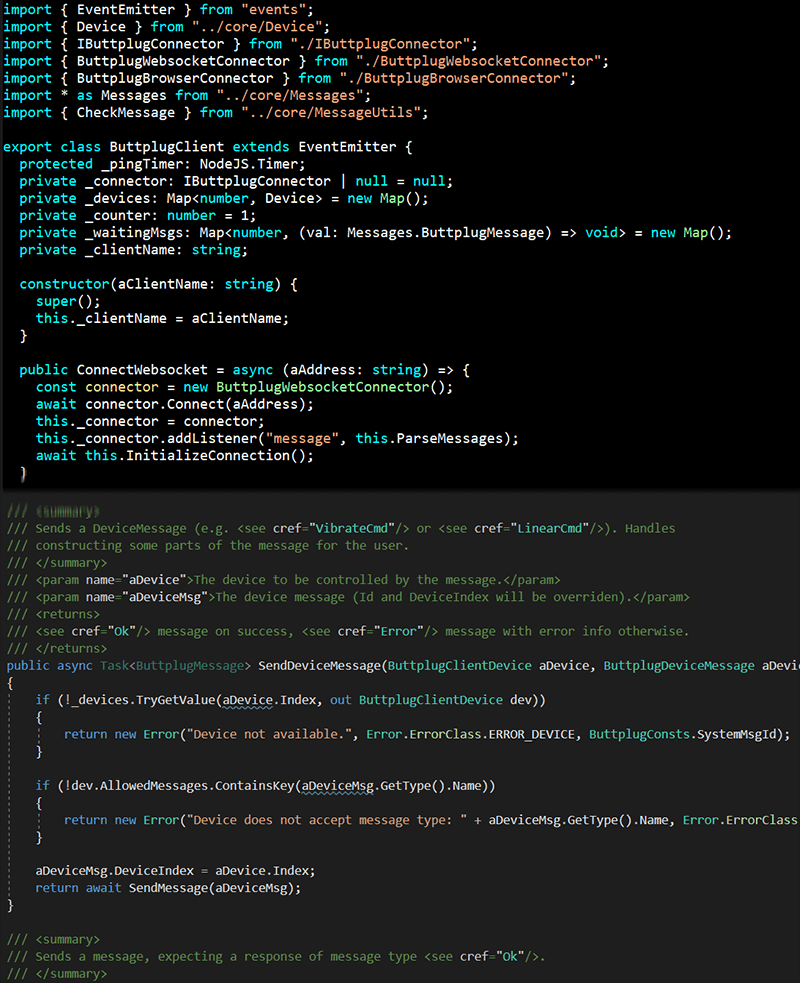 import { EventEmitter } from "events";
import { Device } from "../core/Device";
import { IButtplugConnector } from "./IButtplugConnector";
import { ButtplugWebsocketConnector } from "./ButtplugWebsocketConnector";
import { ButtplugBrowserConnector } from "./ButtplugBrowserConnector";
import * as Messages from "../core/Messages";
import { CheckMessage } from "../core/MessageUtils";

export class ButtplugClient extends EventEmitter {
  protected _pingTimer: NodeJS.Timer;
  private _connector: IButtplugConnector | null = null;
  private _devices: Map<number, Device> = new Map();
  private _counter: number = 1;
  private _waitingMsgs: Map<number, (val: Messages.ButtplugMessage) => void> = new Map();
  private _clientName: string;

  constructor(aClientName: string) {
    super();
    this._clientName = aClientName;
  }

  public ConnectWebsocket = async (aAddress: string) => {
    const connector = new ButtplugWebsocketConnector();
    await connector.Connect(aAddress);
    this._connector = connector;
    this._connector.addListener("message", this.ParseMessages);
    await this.InitializeConnection();
  }
/// <summary>
/// Sends a DeviceMessage (e.g. <see cref="VibrateCmd"/> or <see cref="LinearCmd"/>). Handles
/// constructing some parts of the message for the user.
/// </summary>
/// <param name="aDevice">The device to be controlled by the message.</param>
/// <param name="aDeviceMsg">The device message (Id and DeviceIndex will be overriden).</param>
/// <returns>
/// <see cref="Ok"/> message on success, <see cref="Error"/> message with error info otherwise.
/// </returns>
public async Task<ButtplugMessage> SendDeviceMessage(ButtplugClientDevice aDevice, ButtplugDeviceMessage aDevi
{
    if (!_devices.TryGetValue(aDevice.Index, out ButtplugClientDevice dev))
    {
        return new Error("Device not available.", Error.ErrorClass.ERROR_DEVICE, ButtplugConsts.SystemMsgId);
    }

    if (!dev.AllowedMessages.ContainsKey(aDeviceMsg.GetType().Name))
    {
        return new Error("Device does not accept message type: " + aDeviceMsg.GetType().Name, Error.ErrorClass
    }

    aDeviceMsg.DeviceIndex = aDevice.Index;
    return await SendMessage(aDeviceMsg);
}

/// <summary>
/// Sends a message, expecting a response of message type <see cref="Ok"/>.
/// </summary>